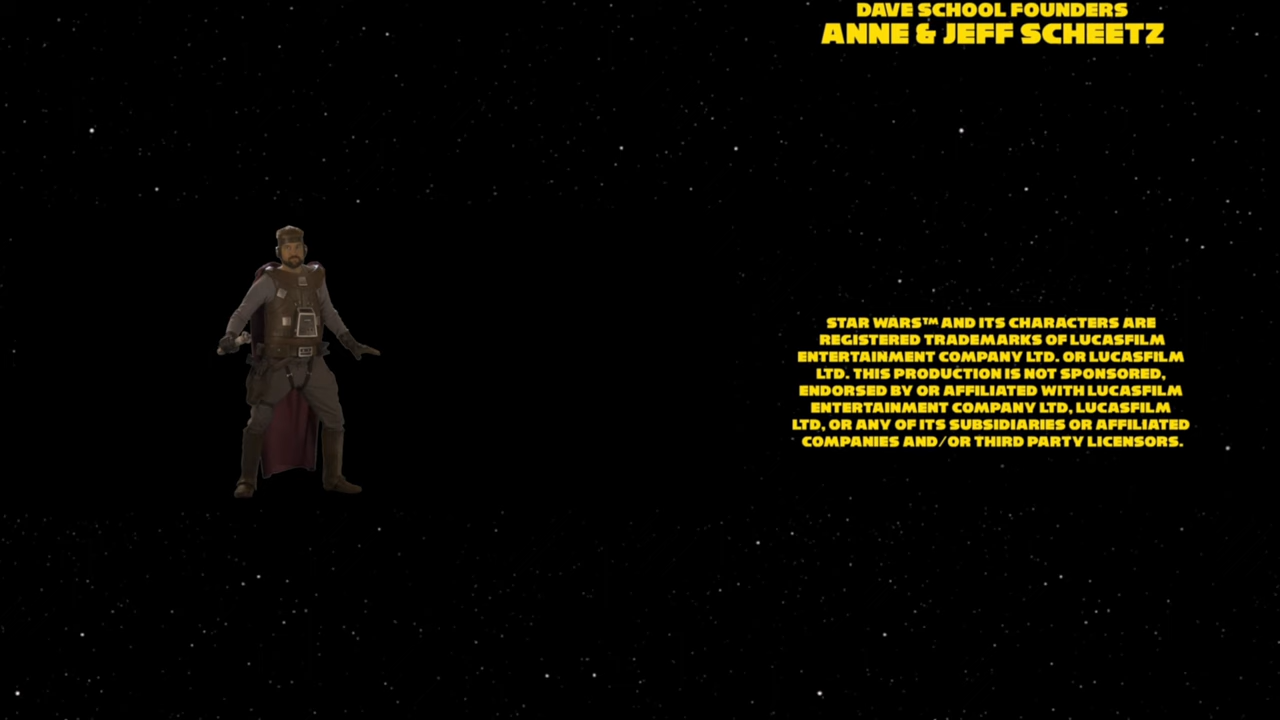 DAVE SCHOOL FOUNDERS
ANNE & JEFF SCHEETZ
STAR WARS™ AND ITS CHARACTERS ARE
REGISTERED TRADEMARKS OF LUCASFILM
ENTERTAINMENT COMPANY LTD. OR LUCASFILM
LTD. THIS PRODUCTION IS NOT SPONSORED,
ENDORSED BY OR AFFILIATED WITH LUCASFILM
ENTERTAINMENT COMPANY LTD, LUCASFILM
LTD, OR ANY OF ITS SUBSIDIARIES OR AFFILIATED
COMPANIES AND/OR THIRD PARTY LICENSORS.